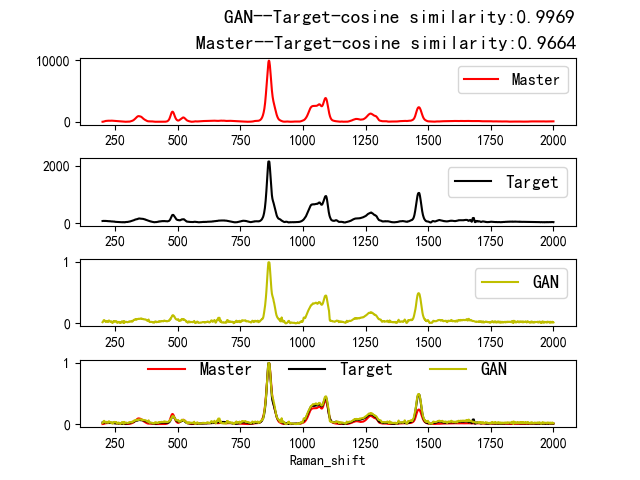 GAN--Target-cosine similarity:0.9969
Master--Target-cosine similarity:0.9664
10000
0
Master
250 500 750 1000 1250 1500 1750 2000
2000
0
Target
250 500 750 1000 1250 1500 1750 2000
1
0
GAN
250 500 750 1000 1250 1500 1750 2000
1
0
Master Target GAN
250 500 750 1000 1250 1500 1750 2000
Raman_shift